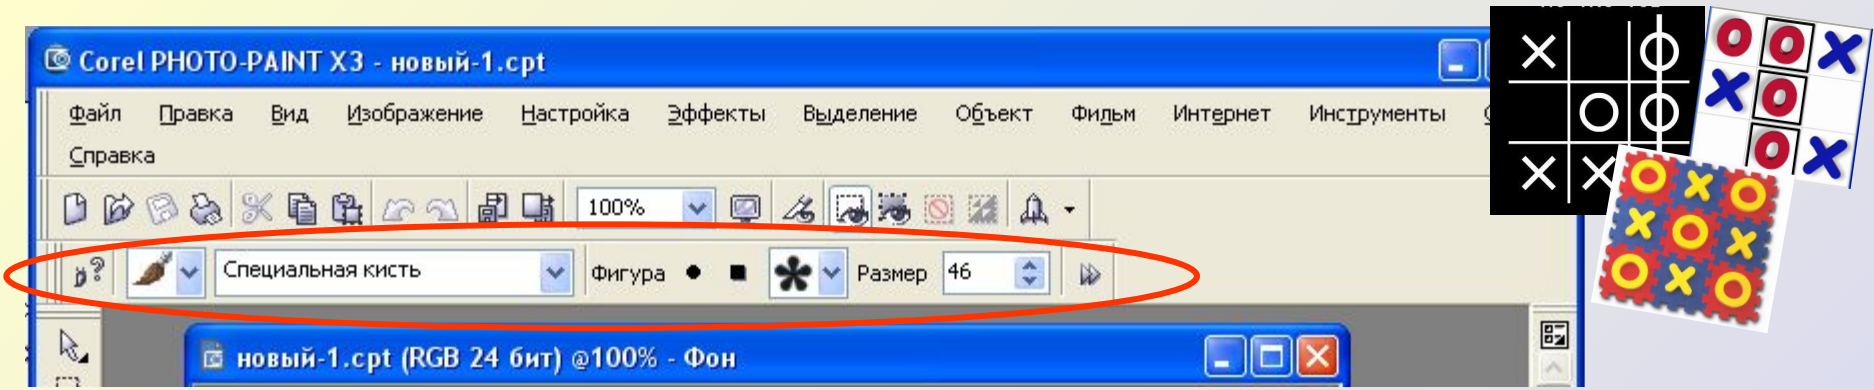 Corel PHOTO-PAINT X3 - новый-1.cpt
Файл Правка Вид Изображение Настройка Эффекты Выделение Объект Фильм Интернет Инструменты
Справка
100%
Специальная кисть Фигура Размер 46
новый-1.cpt (RGB 24 бит) @100% - Фон